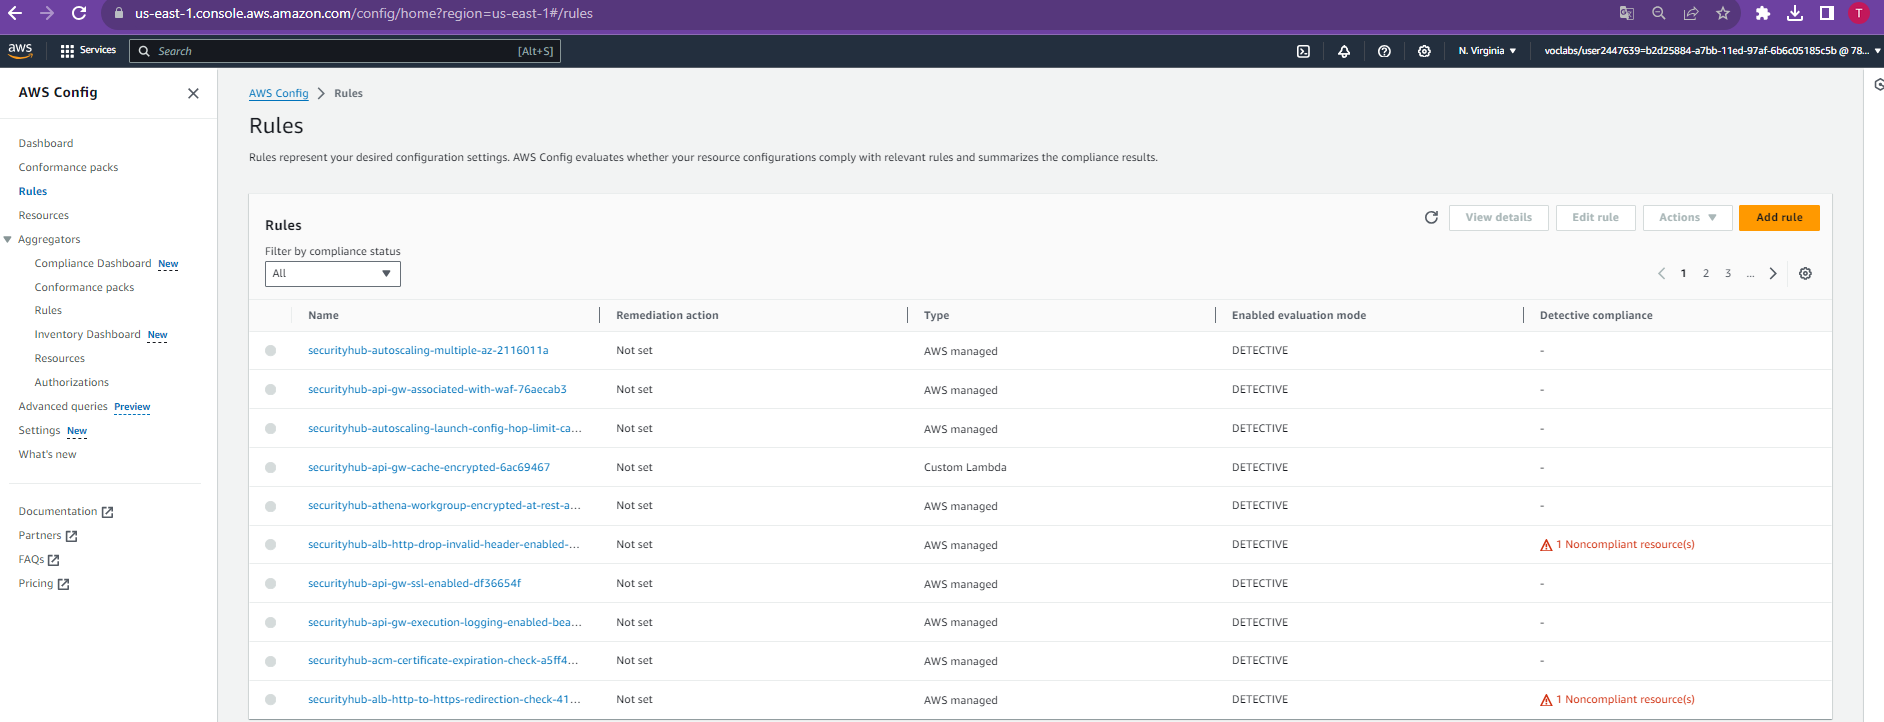 us-east-1.console.aws.amazon.com/config/home?region=us-east-1#/rules
T
aws
Services
Search
[Alt+S]
N. Virginia
voclabs/user2447639=b2d25884-a7bb-11ed-97af-6b6c05185c5b @ 78...
AWS Config
Dashboard
Conformance packs
Rules
Resources
Aggregators
Compliance Dashboard New
Conformance packs
Rules
Inventory Dashboard New
Resources
Authorizations
Advanced queries Preview
Settings New
What's new
Documentation
Partners
FAQs
Pricing
AWS Config > Rules
Rules
Rules represent your desired configuration settings. AWS Config evaluates whether your resource configurations comply with relevant rules and summarizes the compliance results.
Rules
View details
Edit rule
Actions
Add rule
Filter by compliance status
All
1 2 3 ...
Name Remediation action Type Enabled evaluation mode Detective compliance
securityhub-autoscaling-multiple-az-2116011a Not set AWS managed DETECTIVE -
securityhub-api-gw-associated-with-waf-76aecab3 Not set AWS managed DETECTIVE -
securityhub-autoscaling-launch-config-hop-limit-ca... Not set AWS managed DETECTIVE -
securityhub-api-gw-cache-encrypted-6ac69467 Not set Custom Lambda DETECTIVE -
securityhub-athena-workgroup-encrypted-at-rest-a... Not set AWS managed DETECTIVE -
securityhub-alb-http-drop-invalid-header-enabled-... Not set AWS managed DETECTIVE 1 Noncompliant resource(s)
securityhub-api-gw-ssl-enabled-df36654f Not set AWS managed DETECTIVE -
securityhub-api-gw-execution-logging-enabled-bea... Not set AWS managed DETECTIVE -
securityhub-acm-certificate-expiration-check-a5ff4... Not set AWS managed DETECTIVE -
securityhub-alb-http-to-https-redirection-check-41... Not set AWS managed DETECTIVE 1 Noncompliant resource(s)